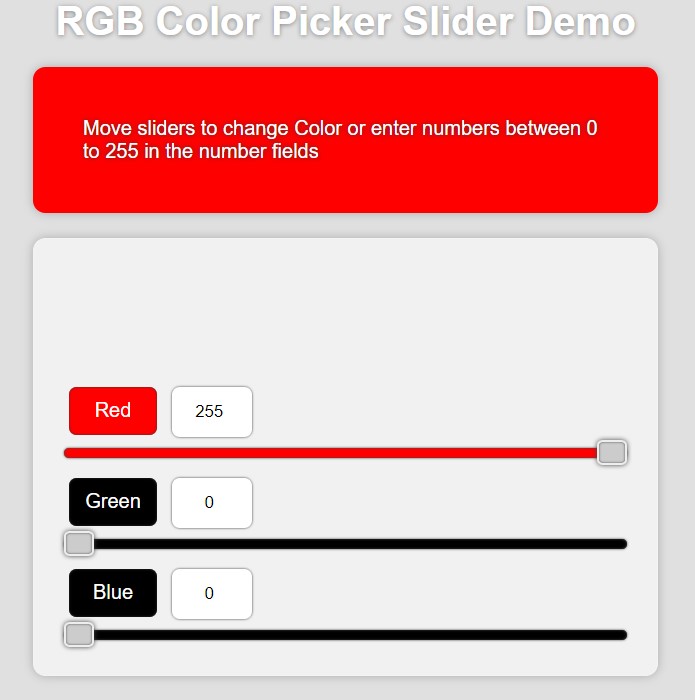 RGB Color Picker Slider Demo
Move sliders to change Color or enter numbers between 0
to 255 in the number fields
Red 255
Green 0
Blue 0